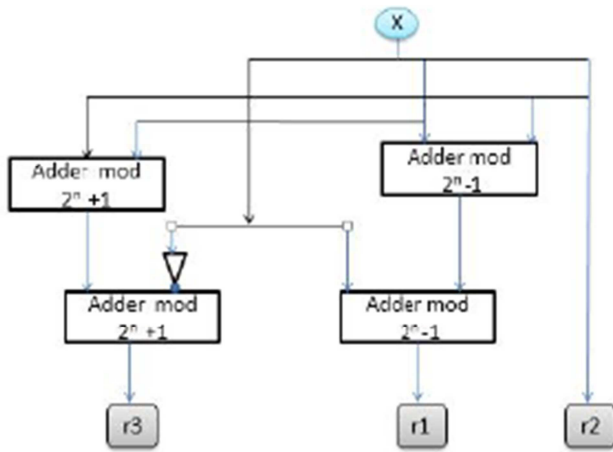 X
Adder mod
2ⁿ-1
Adder mod
2ⁿ +1
Adder mod
2ⁿ +1
Adder mod
2ⁿ-1
r3
r1
r2